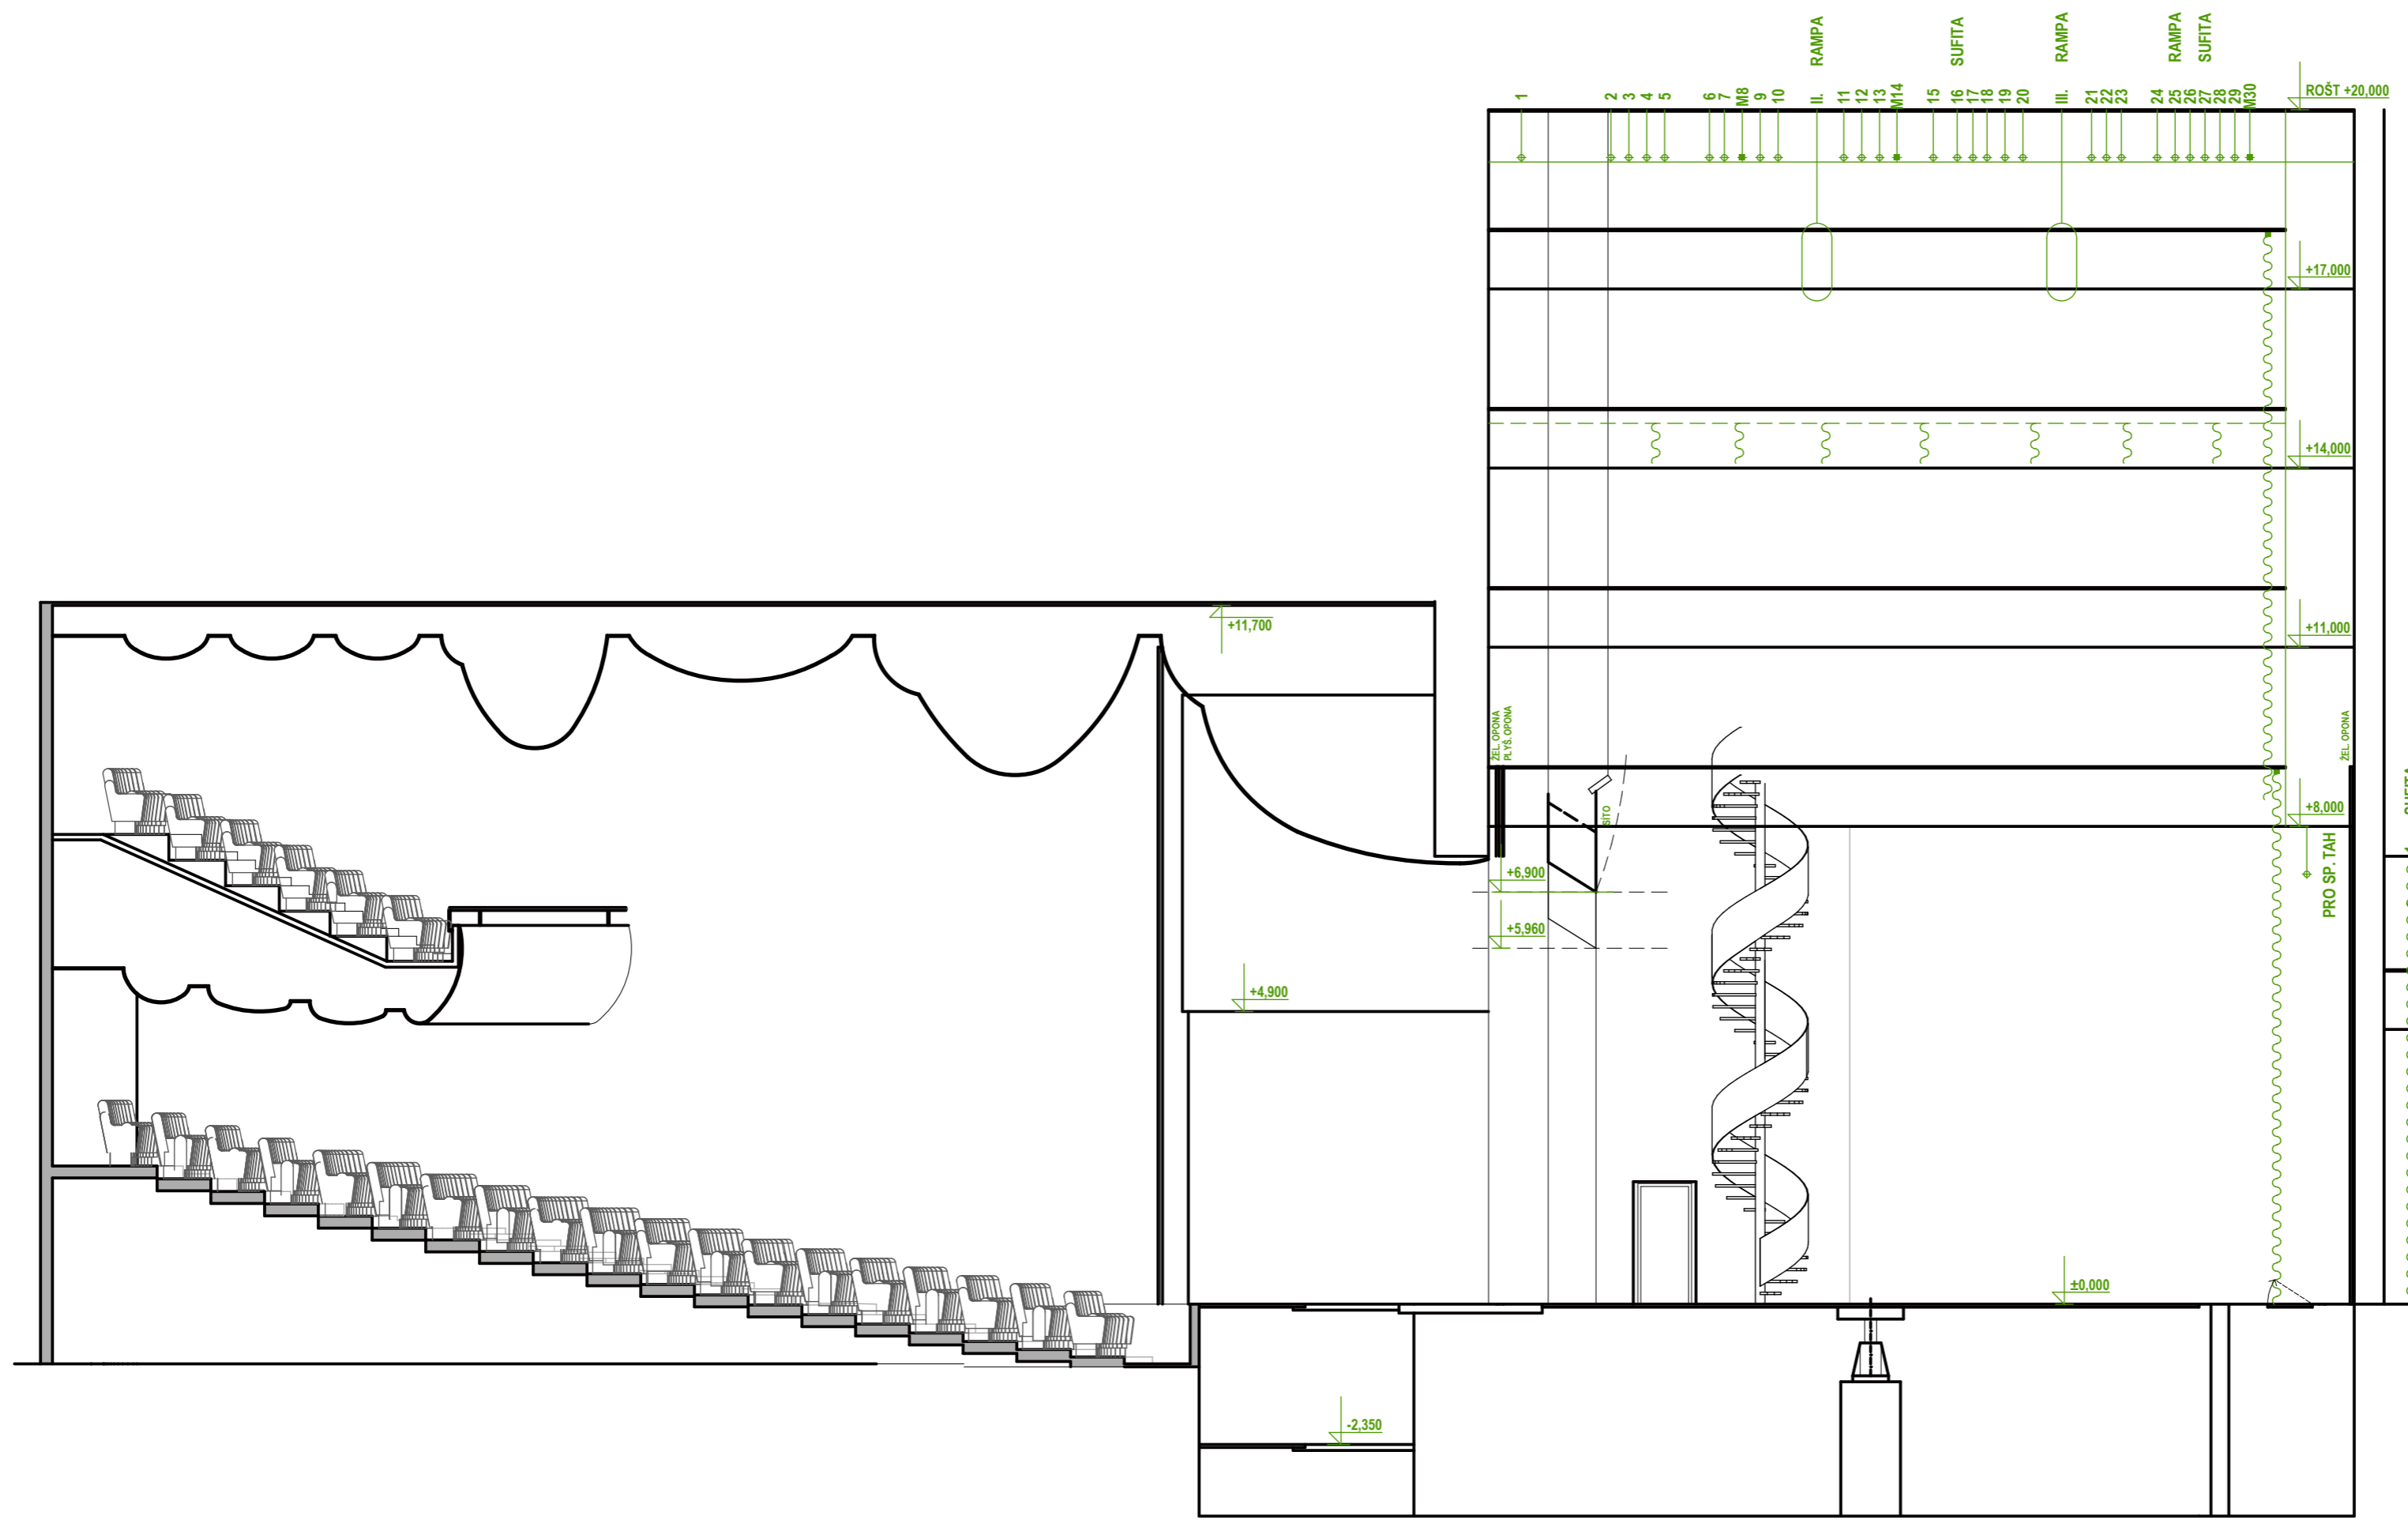 RAMPA
SUFITA
RAMPA
RAMPA
SUFITA
1
2
3
4
5
6
7
M8
9
10
II.
11
12
13
M14
15
16
17
18
19
20
III.
21
22
23
24
25
26
27
28
29
M30
ROŠT +20,000
+17,000
+14,000
+11,700
+11,000
ŽEL. OPONA
PLYŠ. OPONA
ŽEL. OPONA
SÍTO
+8,000
PRO SP. TAH
+6,900
+5,960
+4,900
±0,000
-2,350